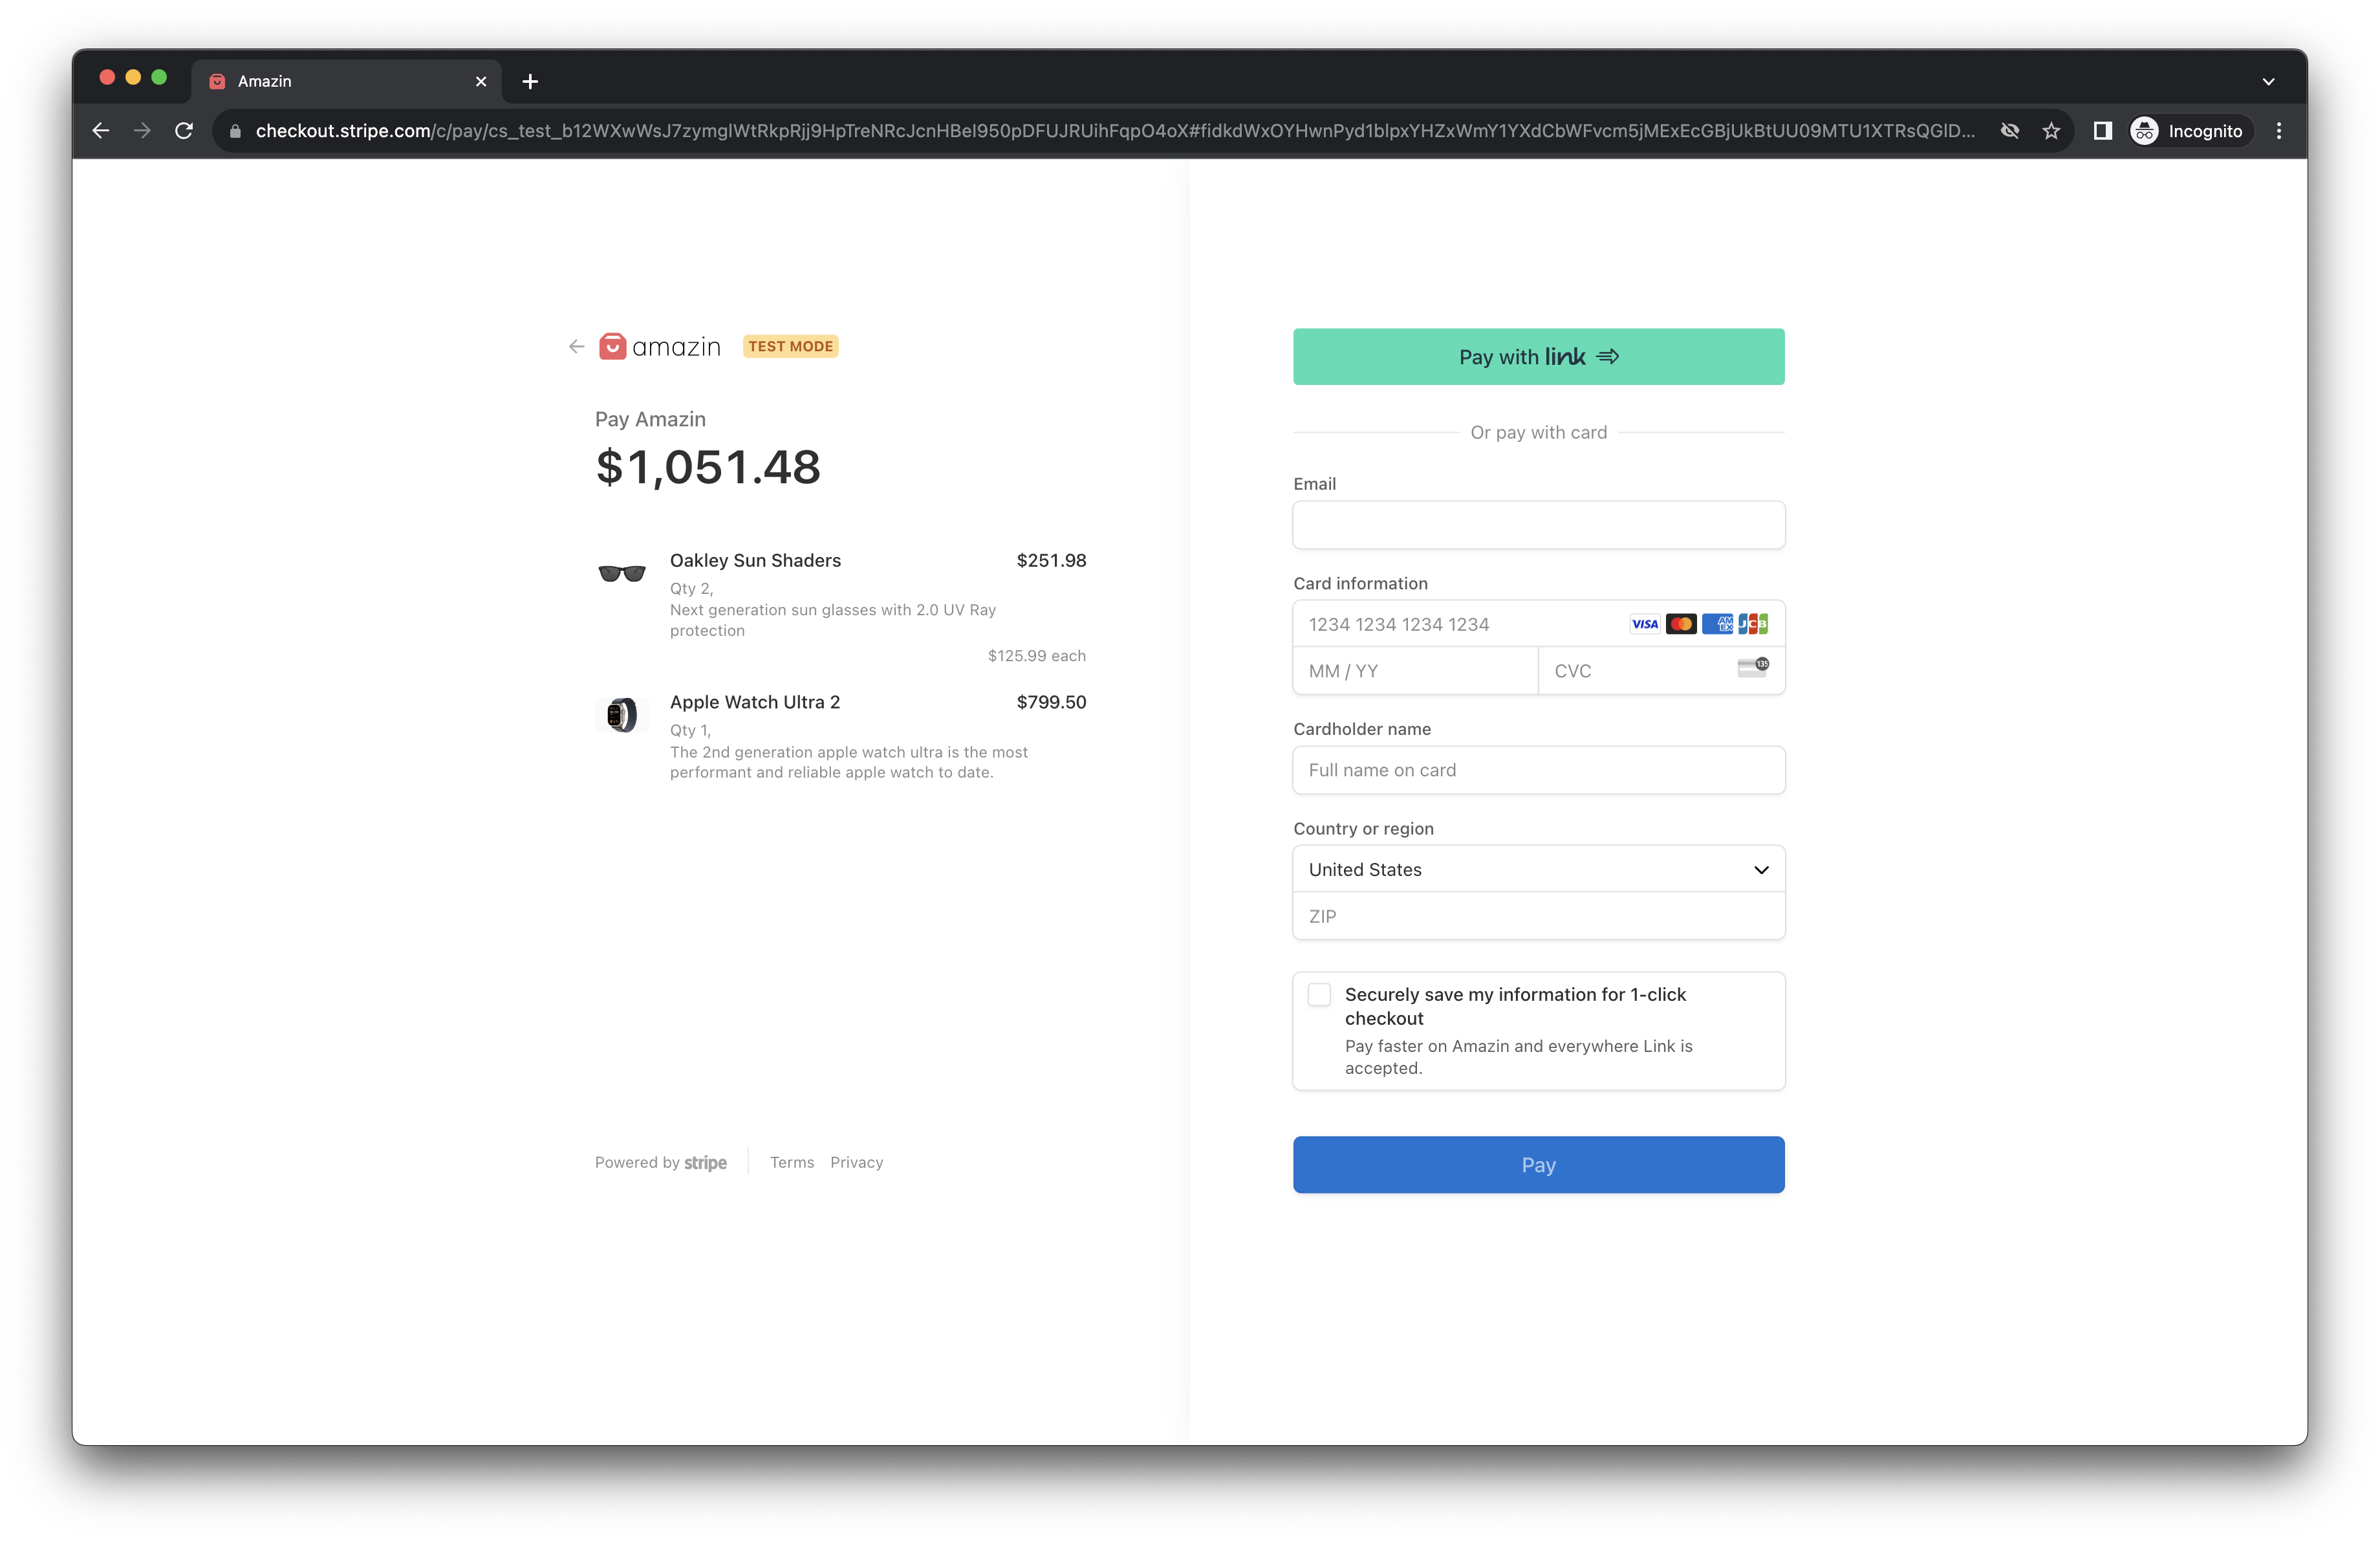 Amazin
checkout.stripe.com/c/pay/cs_test_b12WXwWsJ7zymglWtRkpRjj9HpTreNRcJcnHBeI950pDFUJRUihFqpO4oX#fidkdWxOYHwnPyd1blpxYHZxWmY1YXdCbWFvcm5jMExEcGBjUkBtUU09MTU1XTRsQGlD...
Incognito
amazin TEST MODE
Pay Amazin
$1,051.48
Oakley Sun Shaders $251.98
Qty 2,
Next generation sun glasses with 2.0 UV Ray
protection
$125.99 each
Apple Watch Ultra 2 $799.50
Qty 1,
The 2nd generation apple watch ultra is the most
performant and reliable apple watch to date.
Powered by stripe Terms Privacy
Pay with link
Or pay with card
Email
Card information
1234 1234 1234 1234 VISA AMEX JCB
MM / YY CVC 135
Cardholder name
Full name on card
Country or region
United States
ZIP
Securely save my information for 1-click
checkout
Pay faster on Amazin and everywhere Link is
accepted.
Pay